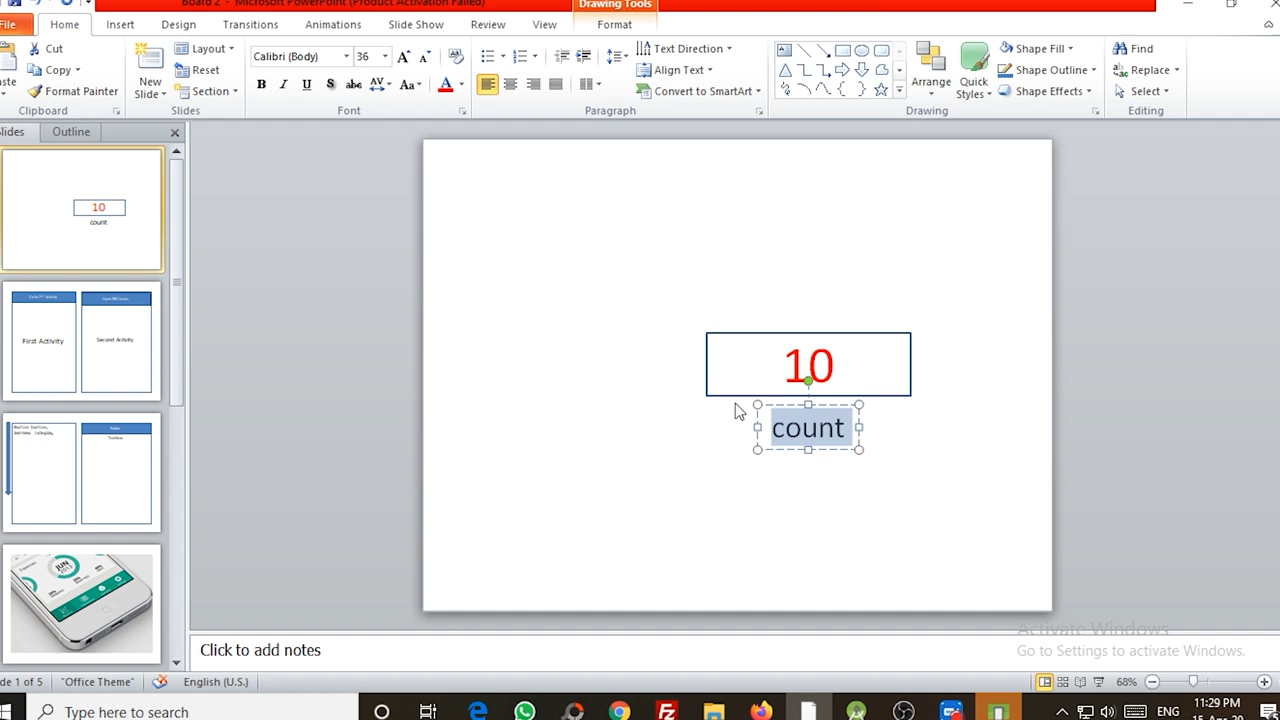 Board 2 - Microsoft PowerPoint (Product Activation Failed)
Drawing Tools
File
Home
Insert
Design
Transitions
Animations
Slide Show
Review
View
Format
Cut
Copy
Format Painter
Clipboard
New
Slide
Layout
Reset
Section
Slides
Calibri (Body)
36
Font
Text Direction
Align Text
Convert to SmartArt
Paragraph
Arrange
Quick
Styles
Shape Fill
Shape Outline
Shape Effects
Drawing
Find
Replace
Select
Editing
Slides
Outline
10
count
First Activity
Second Activity
JUN
10
count
Click to add notes
Activate Windows
Go to Settings to activate Windows.
de 1 of 5
"Office Theme"
English (U.S.)
68%
Type here to search
ENG
11:29 PM